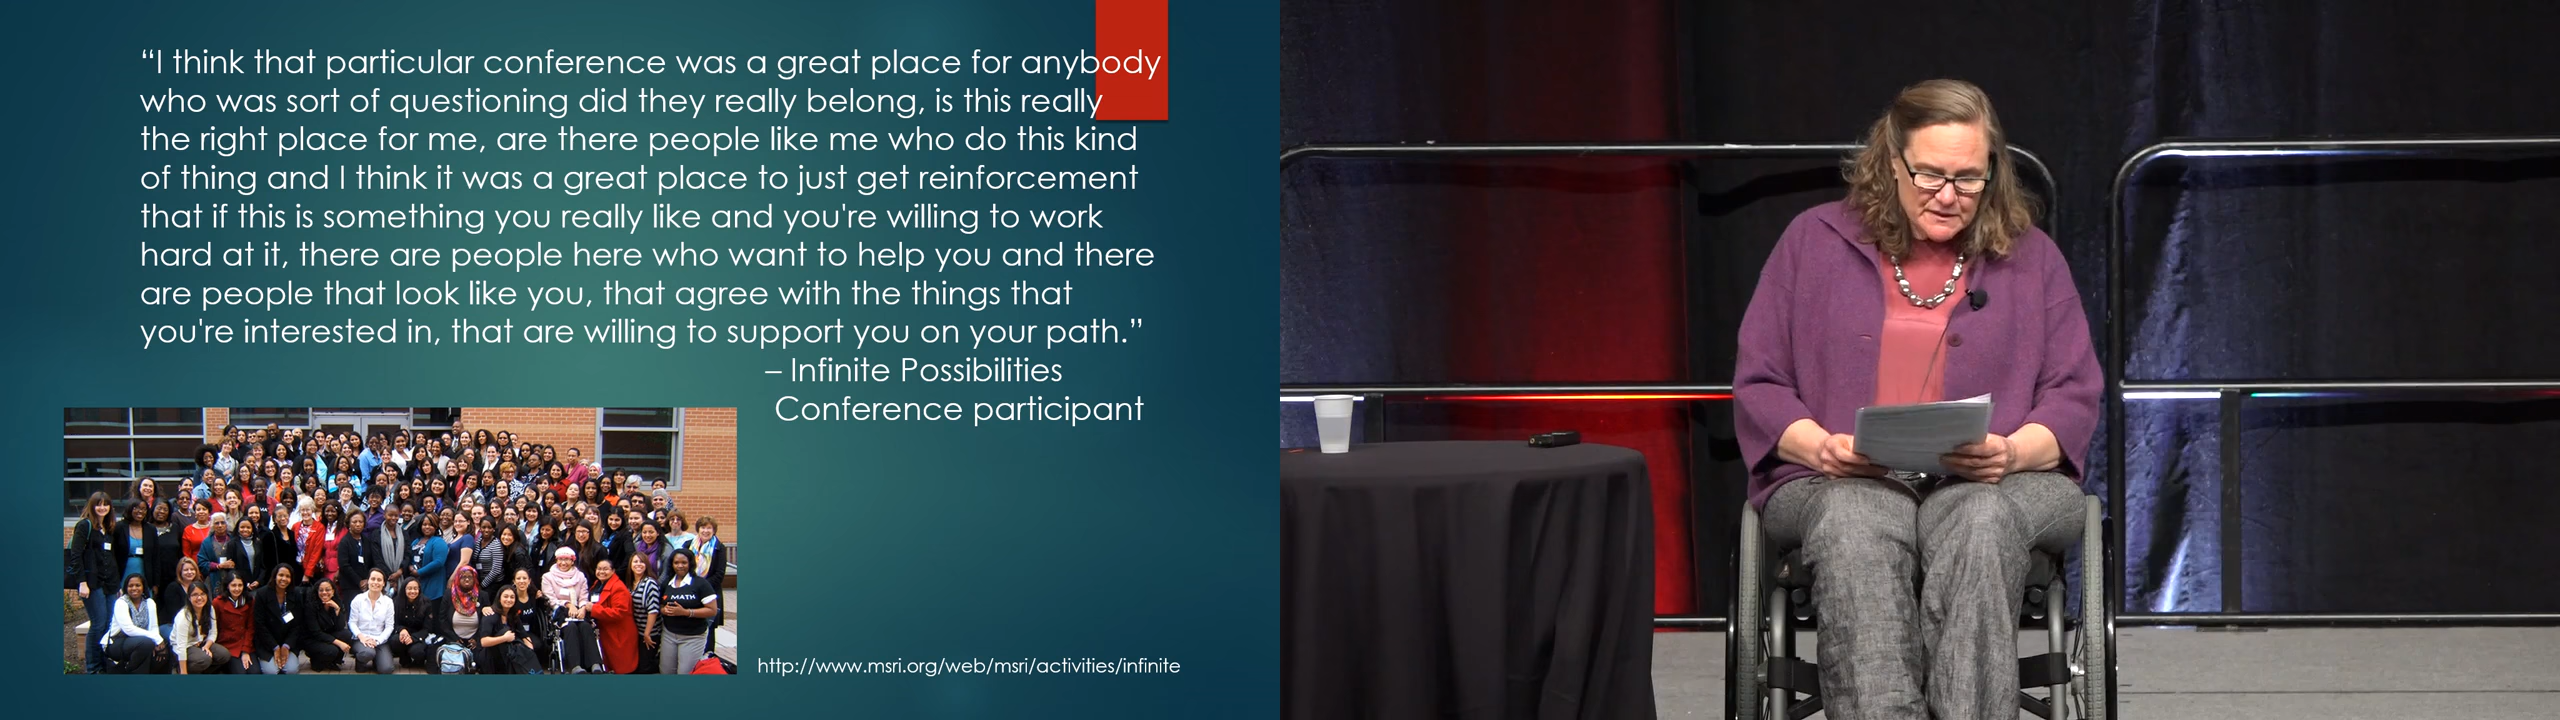 “I think that particular conference was a great place for anybody
who was sort of questioning did they really belong, is this really
the right place for me, are there people like me who do this kind
of thing and I think it was a great place to just get reinforcement
that if this is something you really like and you're willing to work
hard at it, there are people here who want to help you and there
are people that look like you, that agree with the things that
you're interested in, that are willing to support you on your path.”
– Infinite Possibilities
Conference participant
MATH
MA
http://www.msri.org/web/msri/activities/infinite